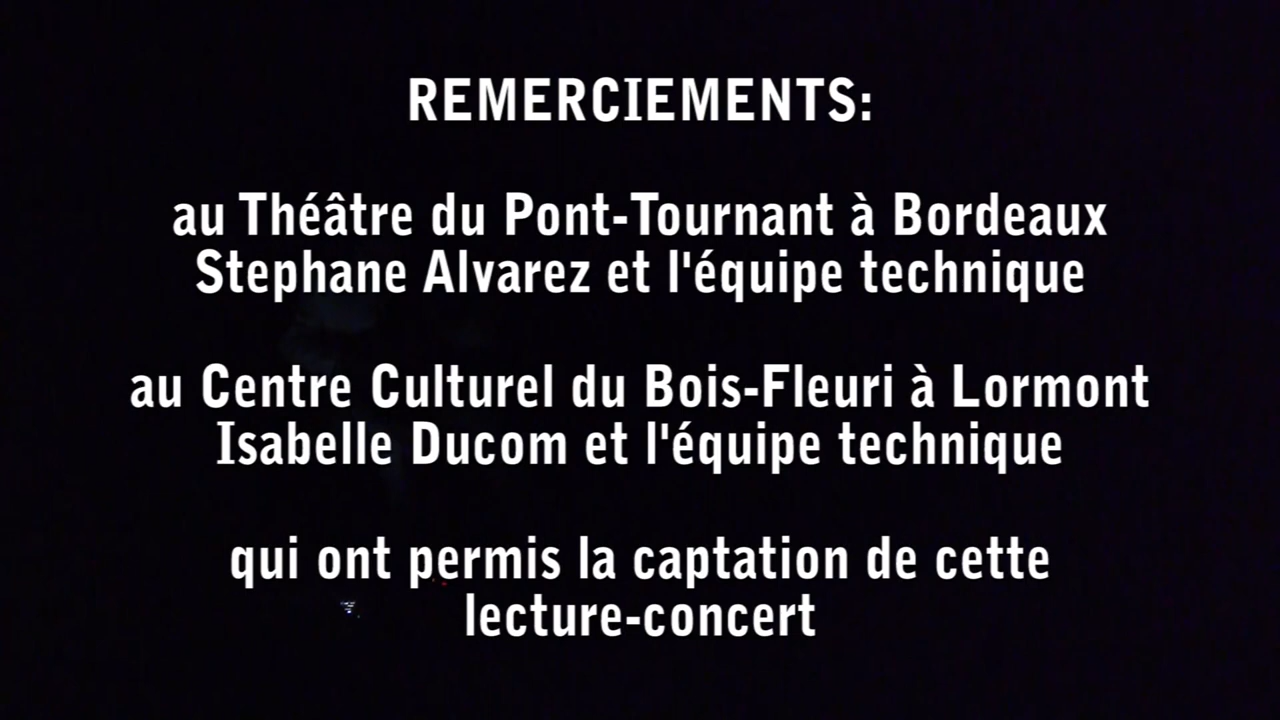 REMERCIEMENTS:
au Théâtre du Pont-Tournant à Bordeaux
Stephane Alvarez et l'équipe technique
au Centre Culturel du Bois-Fleuri à Lormont
Isabelle Ducom et l'équipe technique
qui ont permis la captation de cette
lecture-concert